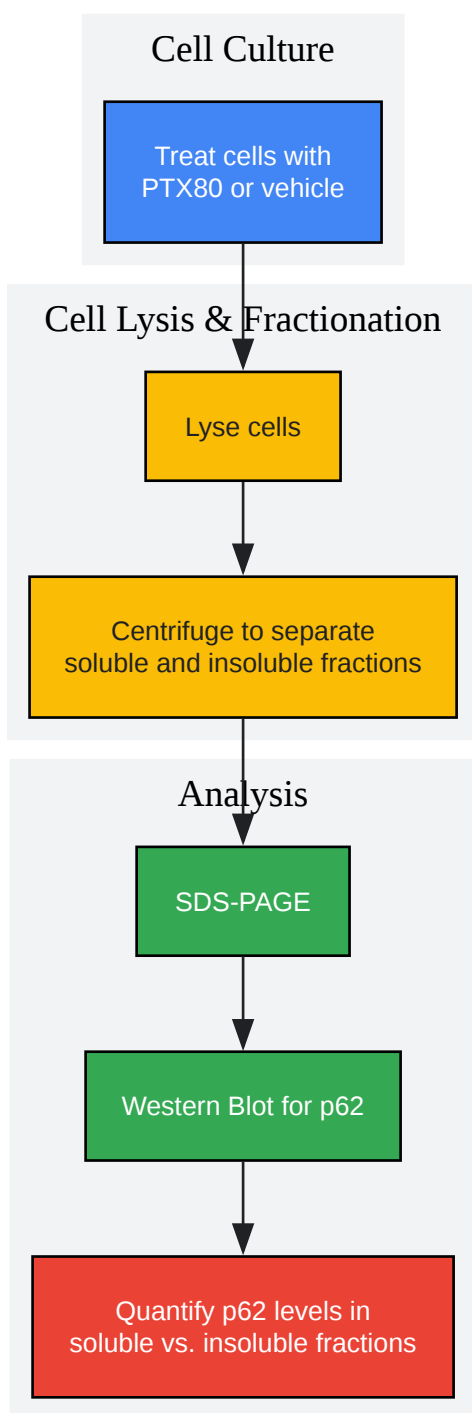 Cell Culture
Treat cells with
PTX80 or vehicle
Cell Lysis & Fractionation
Lyse cells
Centrifuge to separate
soluble and insoluble fractions
Analysis
SDS-PAGE
Western Blot for p62
Quantify p62 levels in
soluble vs. insoluble fractions